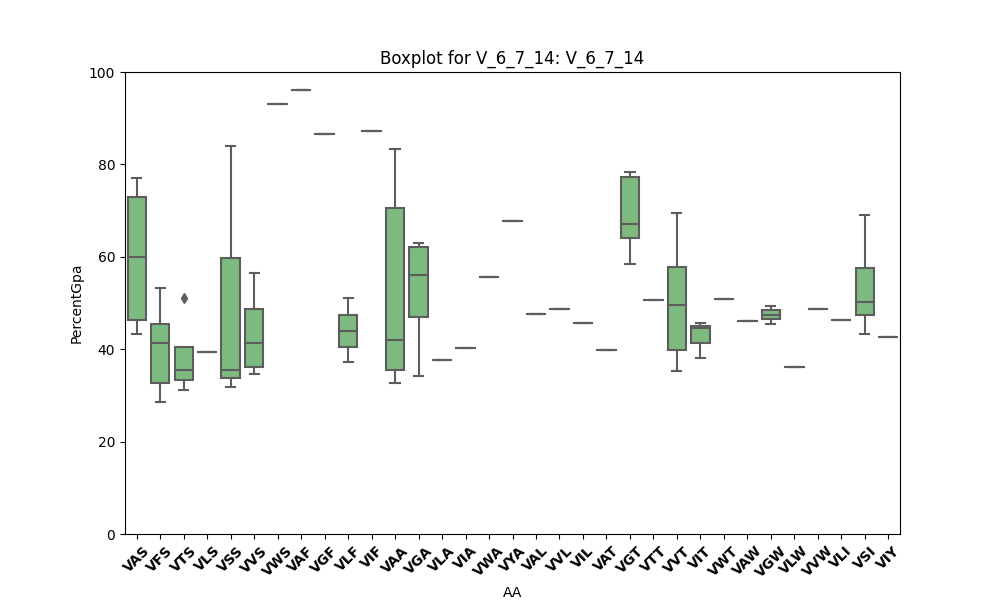 Boxplot for V_6_7_14: V_6_7_14
100
80
60
40
20
0
PercentGpa
VAS VFS VTS VLS VSS VVS VWS VAF VGF VLF VIF VAA VGA VLA VIA VWA VYA VAL VVL VIL VAT VGT VTT VVT VIT VWT VAW VGW VLW VVW VLI VSI VIY
AA